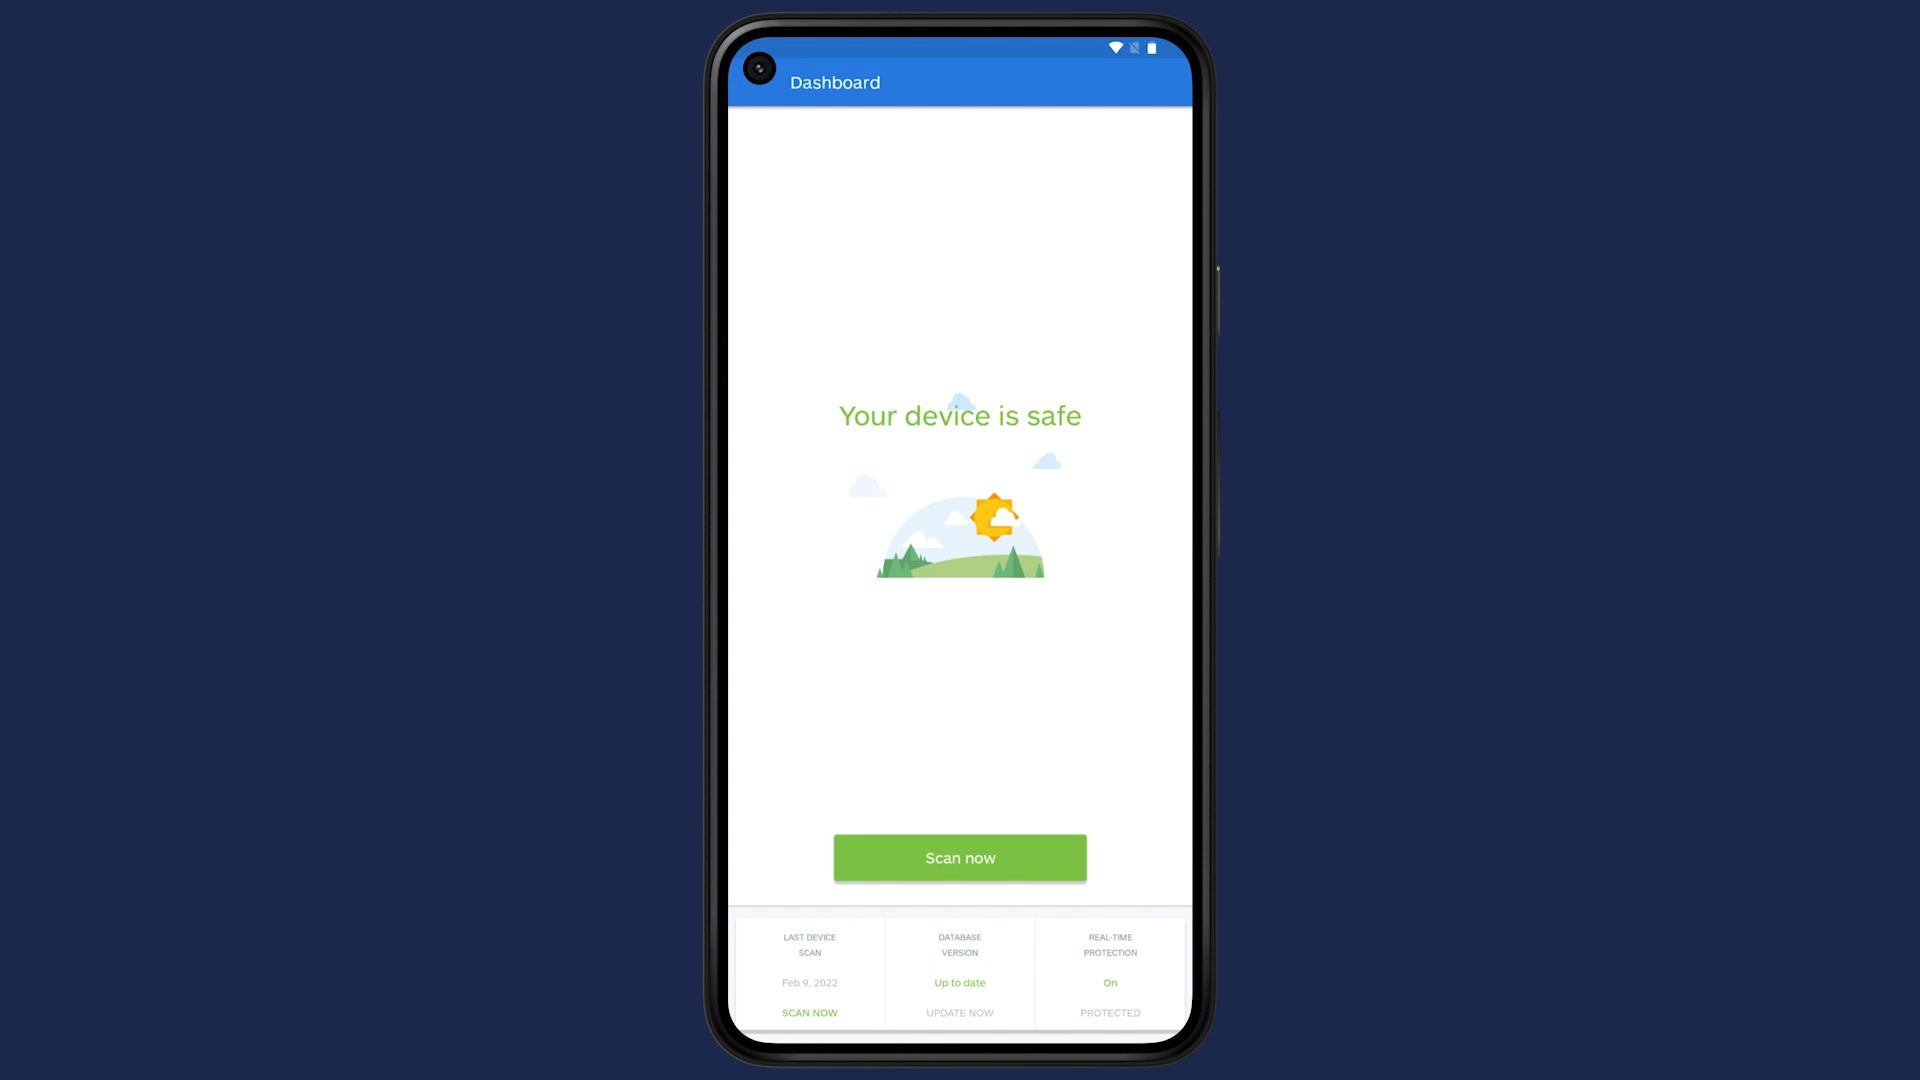 Dashboard
Your device is safe
Scan now
LAST DEVICE
SCAN
Feb 9, 2022
SCAN NOW
DATABASE
VERSION
Up to date
UPDATE NOW
REAL-TIME
PROTECTION
On
PROTECTED